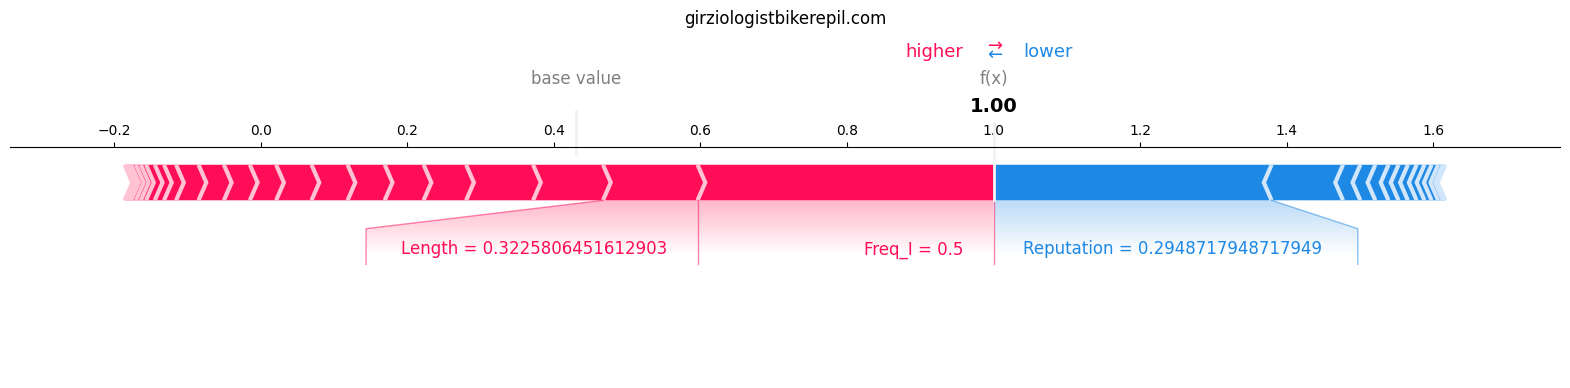 girziologistbikerepil.com
higher ⇄ lower
base value f(x)
1.00
−0.2 0.0 0.2 0.4 0.6 0.8 1.0 1.2 1.4 1.6
Length = 0.3225806451612903 Freq_I = 0.5 Reputation = 0.2948717948717949